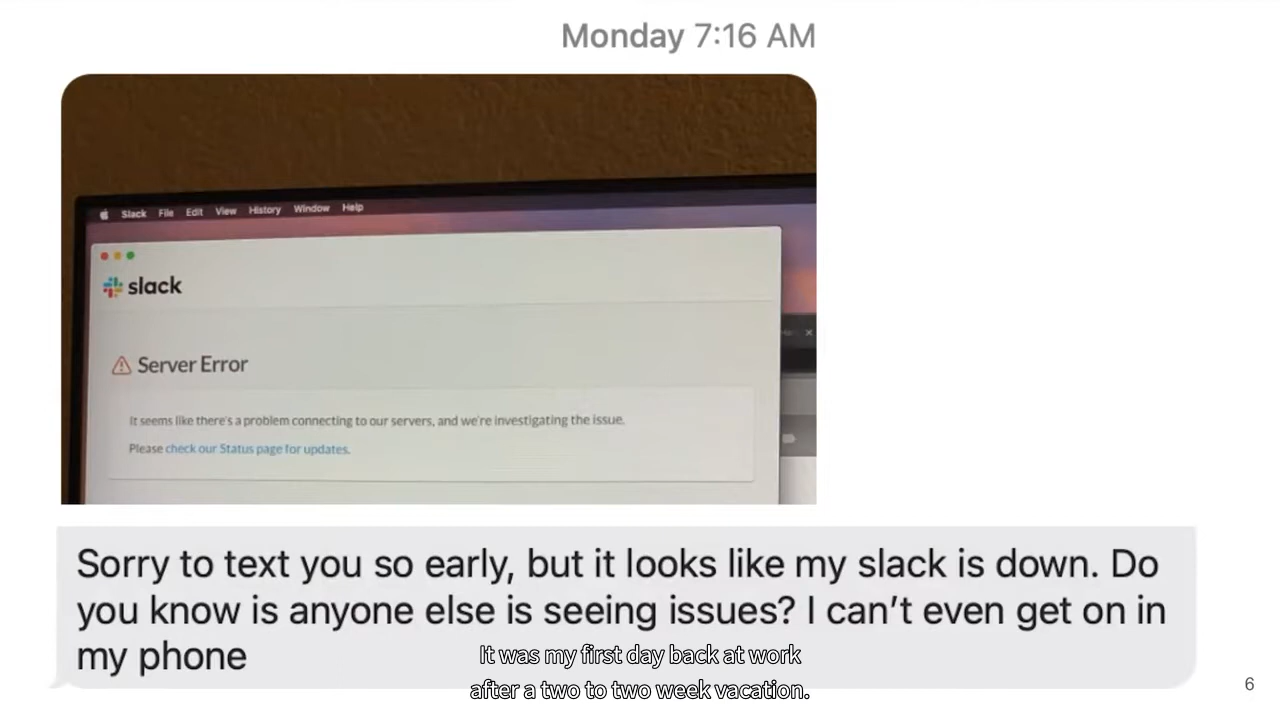 Monday 7:16 AM
Slack File Edit View History Window Help
slack
Server Error
It seems like there's a problem connecting to our servers, and we're investigating the issue.
Please check our Status page for updates.
Sorry to text you so early, but it looks like my slack is down. Do
you know is anyone else is seeing issues? I can't even get on in
my phone
It was my first day back at work
after a two to two week vacation.
6